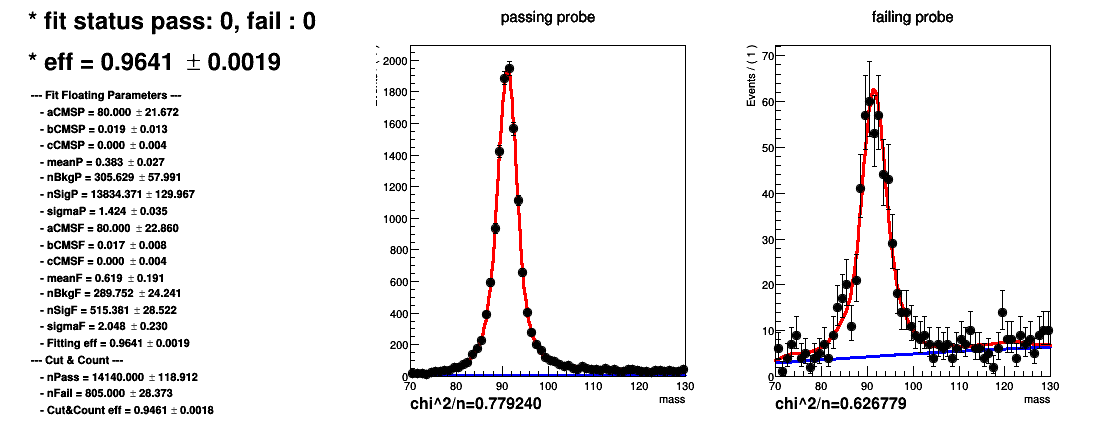 * fit status pass: 0, fail : 0
* eff = 0.9641 ± 0.0019
--- Fit Floating Parameters ---
- aCMSP = 80.000 ± 21.672
- bCMSP = 0.019 ± 0.013
- cCMSP = 0.000 ± 0.004
- meanP = 0.383 ± 0.027
- nBkgP = 305.629 ± 57.991
- nSigP = 13834.371 ± 129.967
- sigmaP = 1.424 ± 0.035
- aCMSF = 80.000 ± 22.860
- bCMSF = 0.017 ± 0.008
- cCMSF = 0.000 ± 0.004
- meanF = 0.619 ± 0.191
- nBkgF = 289.752 ± 24.241
- nSigF = 515.381 ± 28.522
- sigmaF = 2.048 ± 0.230
- Fitting eff = 0.9641 ± 0.0019
--- Cut & Count ---
- nPass = 14140.000 ± 118.912
- nFail = 805.000 ± 28.373
- Cut&Count eff = 0.9461 ± 0.0018
passing probe
2000
1800
1600
1400
1200
1000
800
600
400
200
0
70 80 90 100 110 120 130
mass
chi^2/n=0.779240
failing probe
Events / ( 1 )
70
60
50
40
30
20
10
0
70 80 90 100 110 120 130
mass
chi^2/n=0.626779